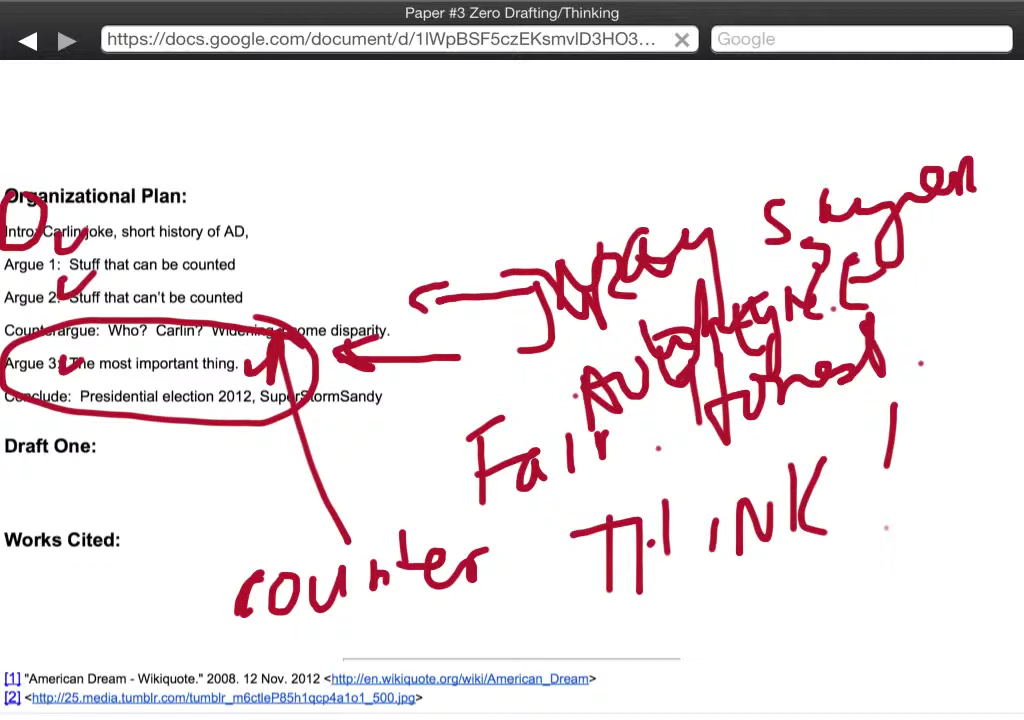 Paper #3 Zero Drafting/Thinking
https://docs.google.com/document/d/1lWpBSF5czEKsmvlD3HO3... Google
Organizational Plan:
Intro: Carlin joke, short history of AD,
Argue 1: Stuff that can be counted
Argue 2: Stuff that can't be counted
Counterargue: Who? Carlin? Widening income disparity.
Argue 3: The most important thing.
Conclude: Presidential election 2012, SuperStormSandy
Draft One:
Works Cited:
Fair
THINK
counter
[1] "American Dream - Wikiquote." 2008. 12 Nov. 2012 <http://en.wikiquote.org/wiki/American_Dream>
[2] <http://25.media.tumblr.com/tumblr_m6ctleP85h1qcp4a1o1_500.jpg>